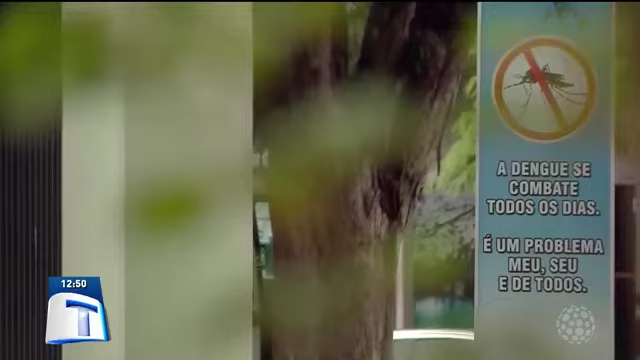 A DENGUE SE
COMBATE
TODOS OS DIAS.
É UM PROBLEMA
MEU, SEU
E DE TODOS.
12:50
T